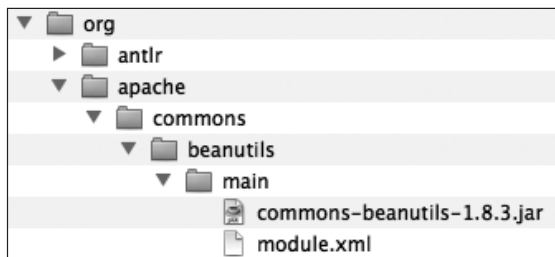 org
antlr
apache
commons
beanutils
main
commons-beanutils-1.8.3.jar
module.xml